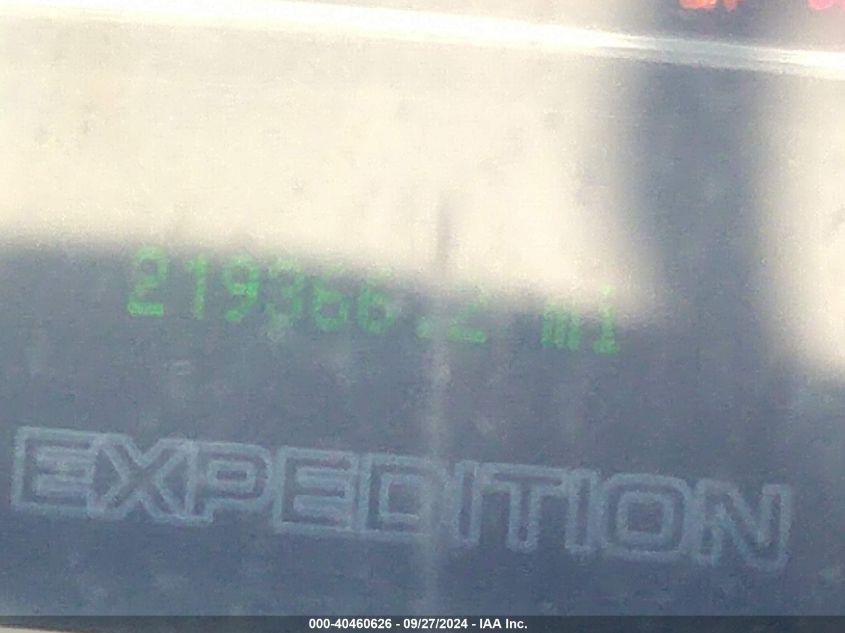 219366.2 mi
EXPEDITION
000-40460626 - 09/27/2024 - IAA Inc.